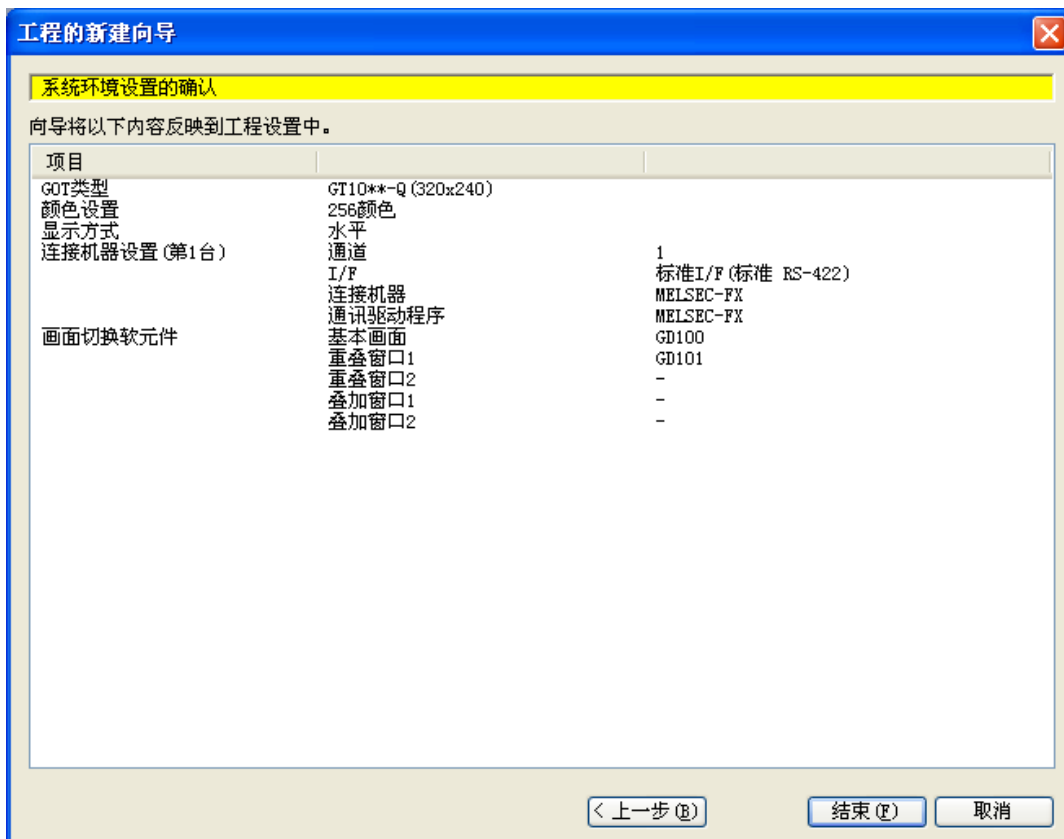 工程的新建向导
系统环境设置的确认
向导将以下内容反映到工程设置中。
项目
GOT类型 GT10**-Q(320x240)
颜色设置 256颜色
显示方式 水平
连接机器设置(第1台) 通道 1
I/F 标准I/F(标准 RS-422)
连接机器 MELSEC-FX
通讯驱动程序 MELSEC-FX
画面切换软元件 基本画面 GD100
重叠窗口1 GD101
重叠窗口2 -
叠加窗口1 -
叠加窗口2 -
< 上一步(B) 结束(F) 取消